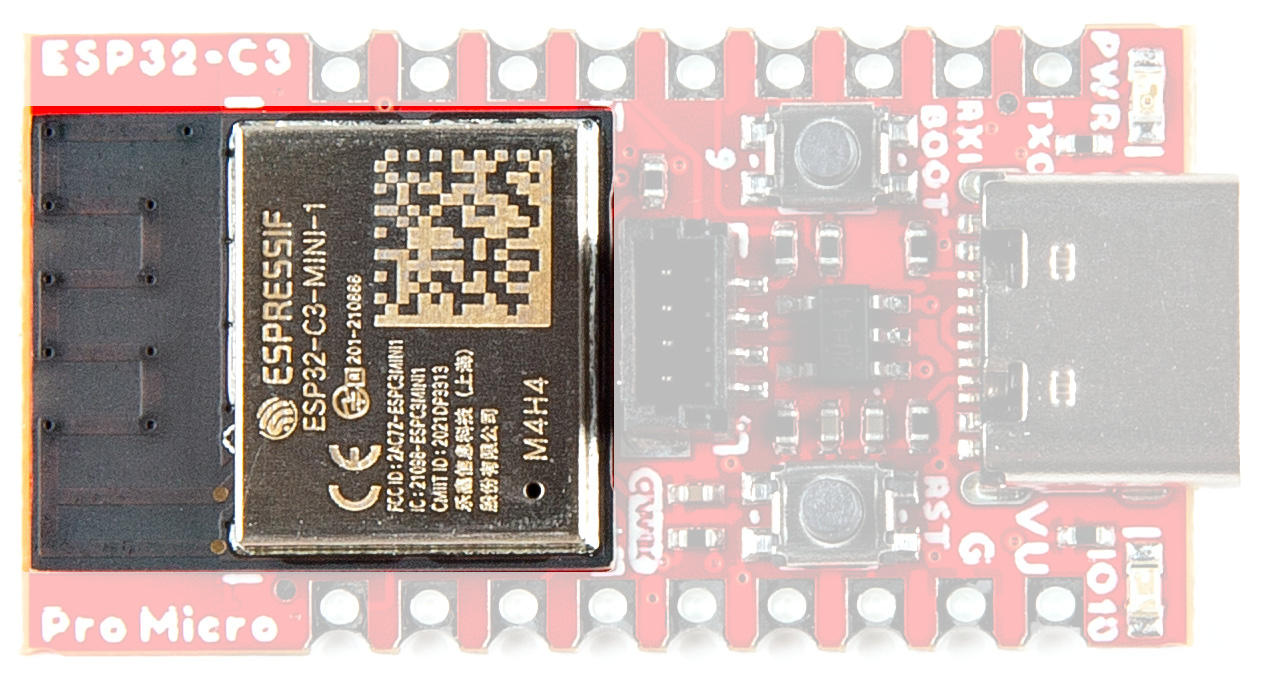 Pro Micro
ESP32-C3
ESPRESSIF
ESP32-C3-MINI-1
CE
R 201-210868
FCC ID : 2AC7Z-ESPC3MINI1
IC : 21098-ESPC3MINI1
CMIIT ID : 2021DP9313
乐鑫信息科技（上海）
股份有限公司
M4H4
qwiic
9
RST
BOOT
G
RXI
VU
TXO
IO10
PWR